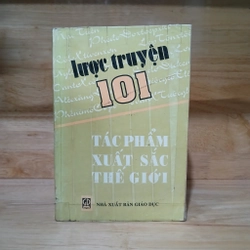 lược truyện
101
TÁC PHẨM
XUẤT SẮC
THẾ GIỚI
NHÀ XUẤT BẢN GIÁO DỤC